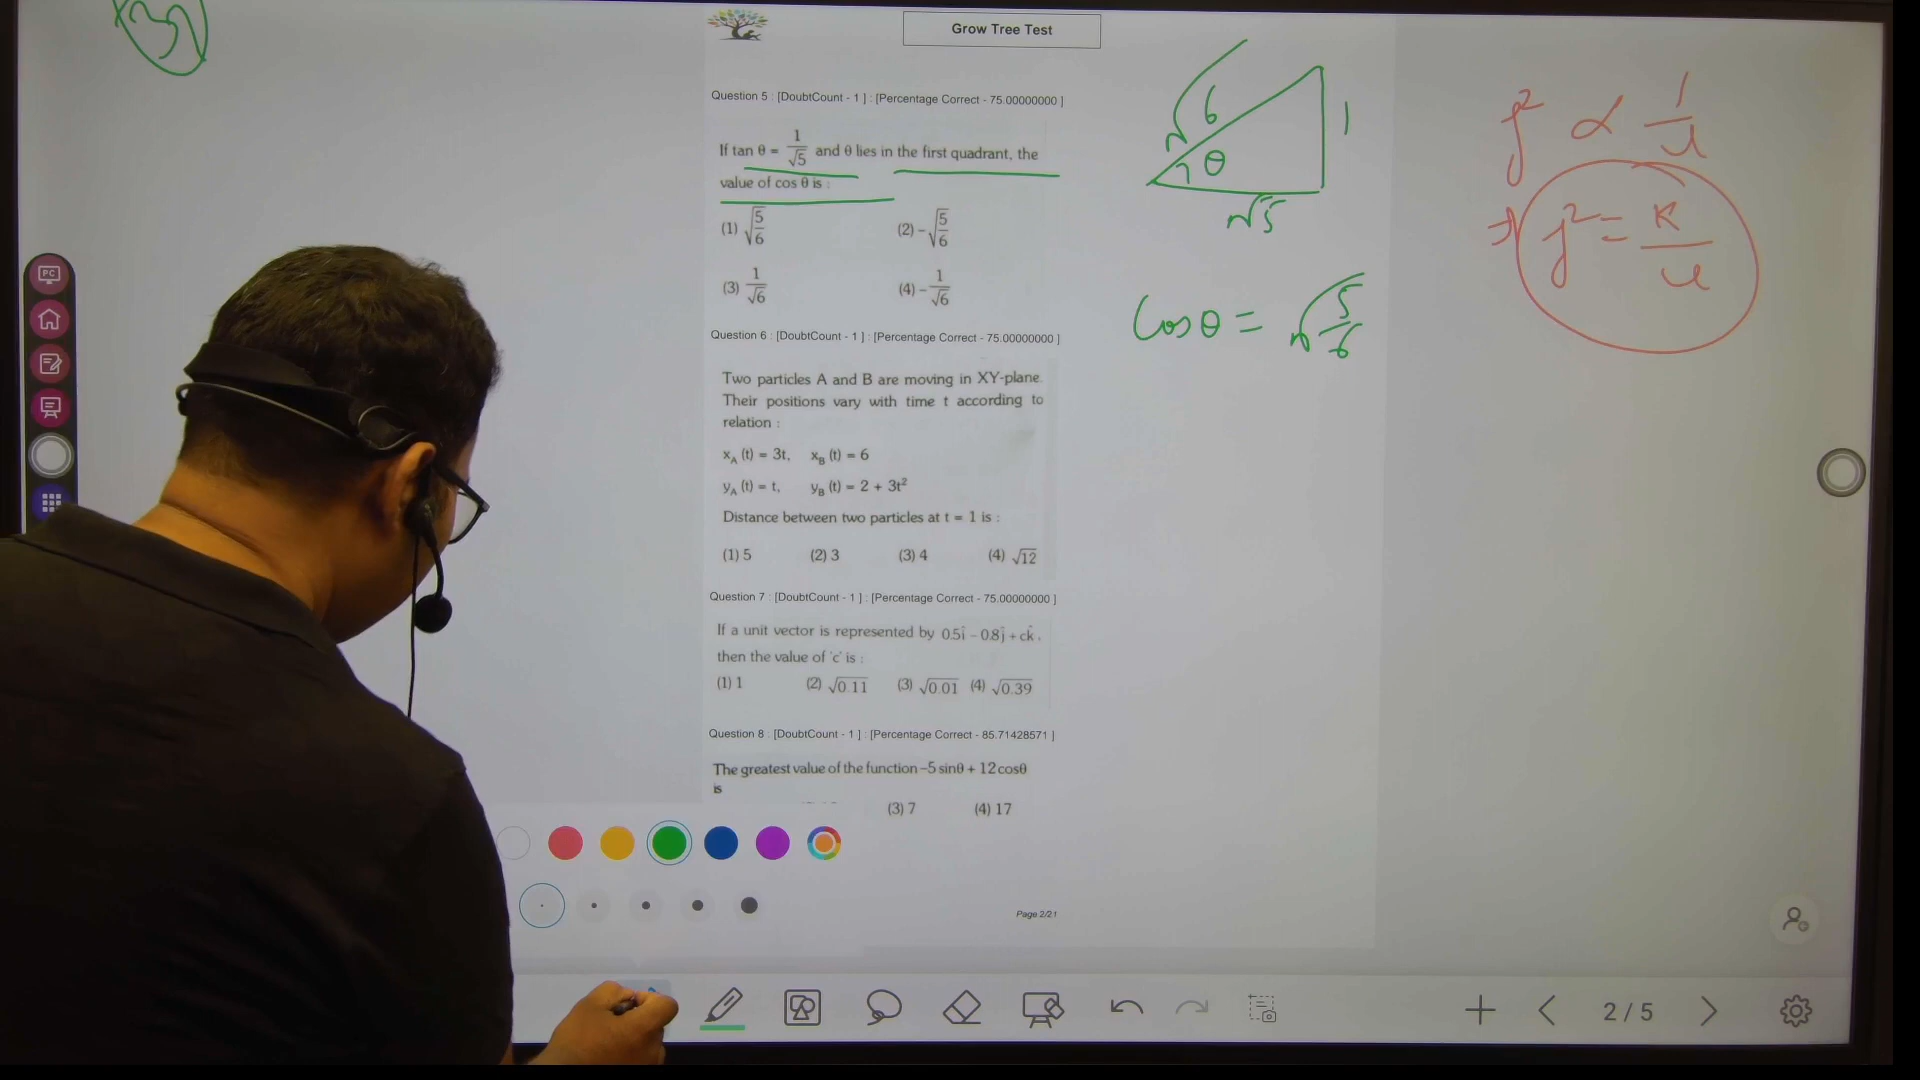 Grow Tree Test
Question 5 : [DoubtCount - 1 ] : [Percentage Correct - 75.00000000 ]
If tan θ = 1/√5 and θ lies in the first quadrant, the
value of cos θ is :
(1) √(5/6) (2) -√(5/6)
(3) 1/√6 (4) -1/√6
Question 6 : [DoubtCount - 1 ] : [Percentage Correct - 75.00000000 ]
Two particles A and B are moving in XY-plane.
Their positions vary with time t according to
relation :
x_A (t) = 3t, x_B (t) = 6
y_A (t) = t, y_B (t) = 2 + 3t²
Distance between two particles at t = 1 is :
(1) 5 (2) 3 (3) 4 (4) √12
Question 7 : [DoubtCount - 1 ] : [Percentage Correct - 75.00000000 ]
If a unit vector is represented by 0.5î - 0.8ĵ + ck̂,
then the value of 'c' is :
(1) 1 (2) √0.11 (3) √0.01 (4) √0.39
Question 8 : [DoubtCount - 1 ] : [Percentage Correct - 85.71428571 ]
The greatest value of the function -5 sinθ + 12 cosθ
is
(3) 7 (4) 17
Page 2/21
√6
1
θ
√5
Cos θ = √(5/6)
PC
2 / 5